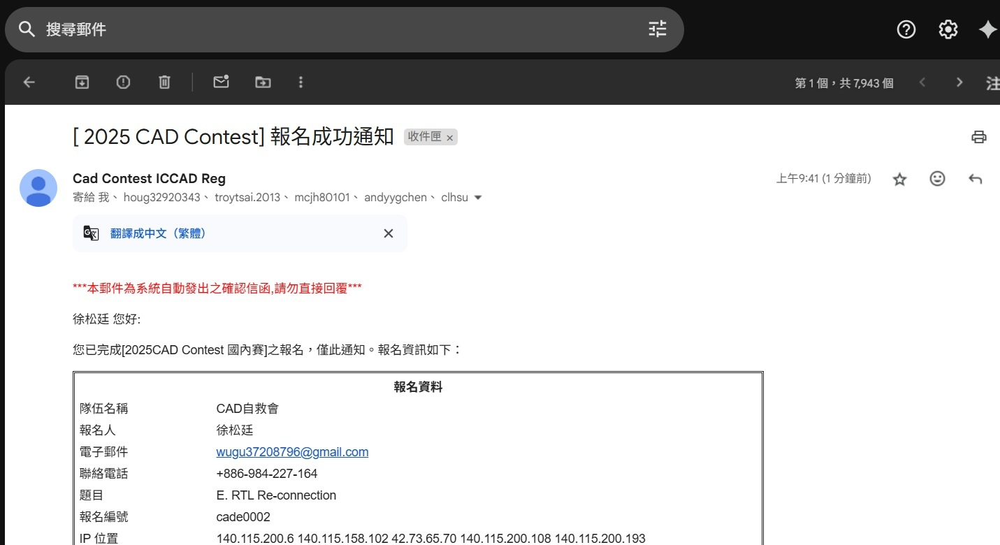 搜尋郵件
第 1 個，共 7,943 個
注
[ 2025 CAD Contest] 報名成功通知 收件匣 ×
Cad Contest ICCAD Reg
上午9:41 (1 分鐘前)
寄給 我、 houg32920343、 troytsai.2013、 mcjh80101、 andyygchen、 clhsu
翻譯成中文（繁體）
***本郵件為系統自動發出之確認信函,請勿直接回覆***
徐松廷 您好:
您已完成[2025CAD Contest 國內賽]之報名，僅此通知。報名資訊如下：
報名資料
隊伍名稱 CAD自救會
報名人 徐松廷
電子郵件 wugu37208796@gmail.com
聯絡電話 +886-984-227-164
題目 E. RTL Re-connection
報名編號 cade0002
IP 位置 140.115.200.6 140.115.158.102 42.73.65.70 140.115.200.108 140.115.200.193